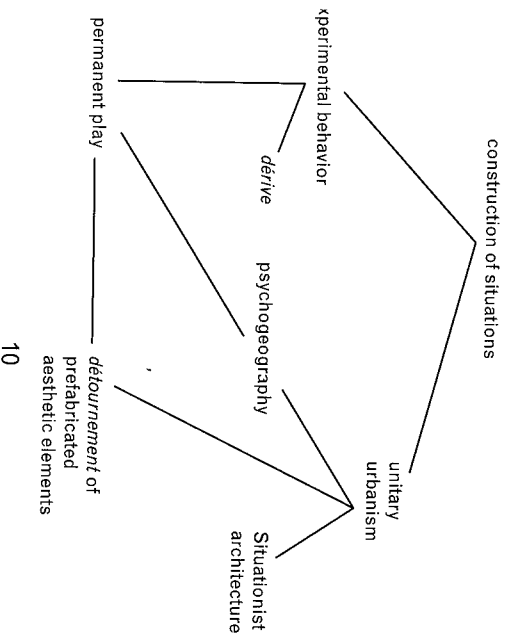 construction of situations
xperimental behavior
unitary
urbanism
dérive
psychogeography
Situationist
architecture
permanent play
détournement of
prefabricated
aesthetic elements
10